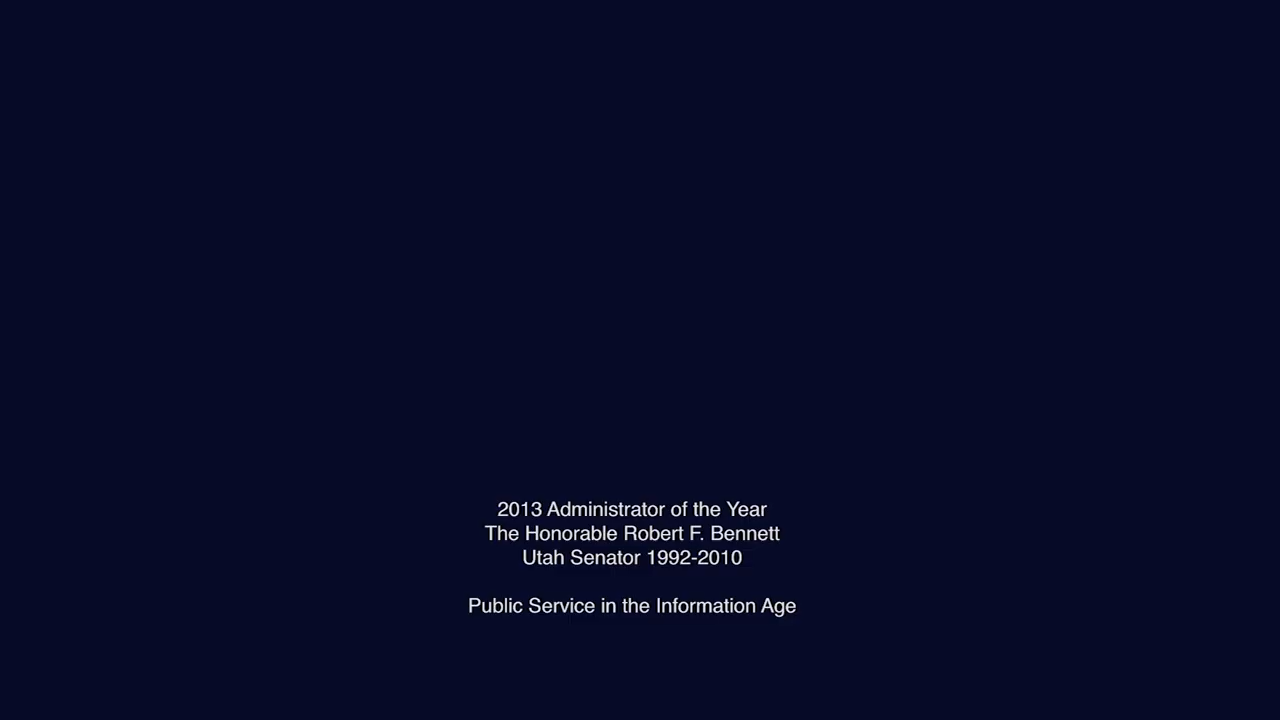 2013 Administrator of the Year
The Honorable Robert F. Bennett
Utah Senator 1992-2010
Public Service in the Information Age